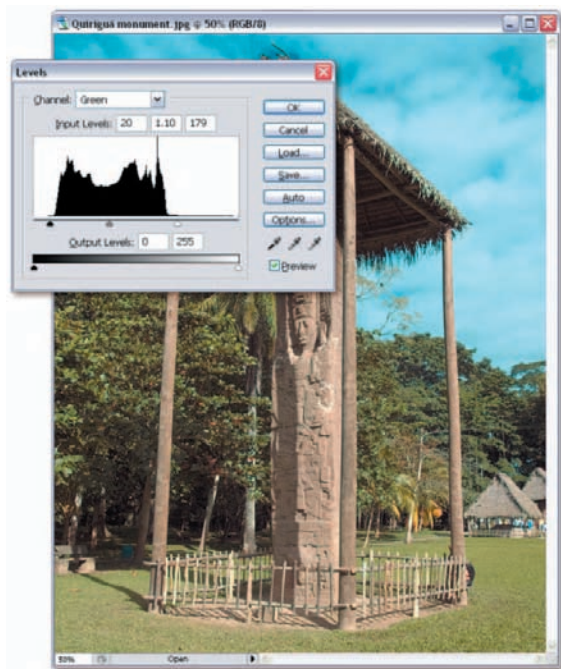 Quiriguá monument.jpg @ 50% (RGB/8)
Levels
Channel: Green
Input Levels: 20 1.10 179
OK
Cancel
Load...
Save...
Auto
Options...
Output Levels: 0 255
Preview
50% Open